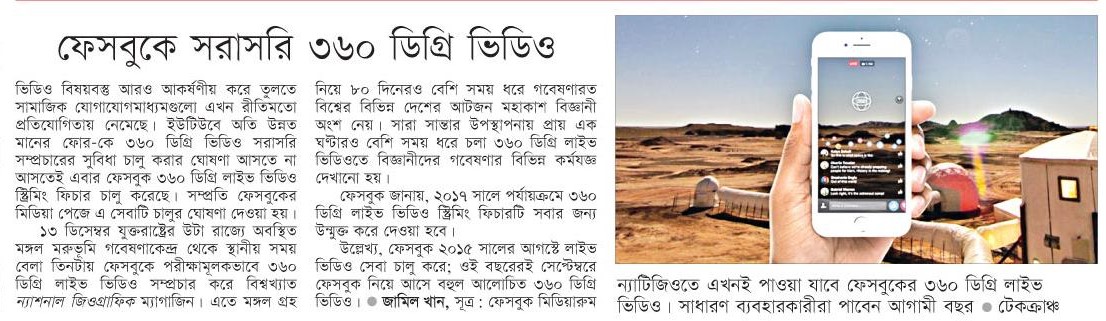 ফেসবুকে সরাসরি ৩৬০ ডিগ্রি ভিডিও
ভিডিও বিষয়বস্তু আরও আকর্ষণীয় করে তুলতে
সামাজিক যোগাযোগমাধ্যমগুলো এখন রীতিমতো
প্রতিযোগিতায় নেমেছে। ইউটিউবে অতি উন্নত
মানের ফোর-কে ৩৬০ ডিগ্রি ভিডিও সরাসরি
সম্প্রচারের সুবিধা চালু করার ঘোষণা আসতে না
আসতেই এবার ফেসবুক ৩৬০ ডিগ্রি লাইভ ভিডিও
স্ট্রিমিং ফিচার চালু করেছে। সম্প্রতি ফেসবুকের
মিডিয়া পেজে এ সেবাটি চালুর ঘোষণা দেওয়া হয়।
১৩ ডিসেম্বর যুক্তরাষ্ট্রের উটা রাজ্যে অবস্থিত
মঙ্গল মরুভূমি গবেষণাকেন্দ্র থেকে স্থানীয় সময়
বেলা তিনটায় ফেসবুকে পরীক্ষামূলকভাবে ৩৬০
ডিগ্রি লাইভ ভিডিও সম্প্রচার করে বিশ্বখ্যাত
ন্যাশনাল জিওগ্রাফিক ম্যাগাজিন। এতে মঙ্গল গ্রহ
নিয়ে ৮০ দিনেরও বেশি সময় ধরে গবেষণারত
বিশ্বের বিভিন্ন দেশের আটজন মহাকাশ বিজ্ঞানী
অংশ নেয়। সারা সান্তার উপস্থাপনায় প্রায় এক
ঘণ্টারও বেশি সময় ধরে চলা ৩৬০ ডিগ্রি লাইভ
ভিডিওতে বিজ্ঞানীদের গবেষণার বিভিন্ন কর্মযজ্ঞ
দেখানো হয়।
ফেসবুক জানায়, ২০১৭ সালে পর্যায়ক্রমে ৩৬০
ডিগ্রি লাইভ ভিডিও স্ট্রিমিং ফিচারটি সবার জন্য
উন্মুক্ত করে দেওয়া হবে।
উল্লেখ্য, ফেসবুক ২০১৫ সালের আগস্টে লাইভ
ভিডিও সেবা চালু করে; ওই বছরেরই সেপ্টেম্বরে
ফেসবুক নিয়ে আসে বহুল আলোচিত ৩৬০ ডিগ্রি
ভিডিও। ● জামিল খান, সূত্র : ফেসবুক মিডিয়ারুম
LIVE
ন্যাটজিওতে এখনই পাওয়া যাবে ফেসবুকের ৩৬০ ডিগ্রি লাইভ
ভিডিও। সাধারণ ব্যবহারকারীরা পাবেন আগামী বছর ● টেকক্রাঞ্চ